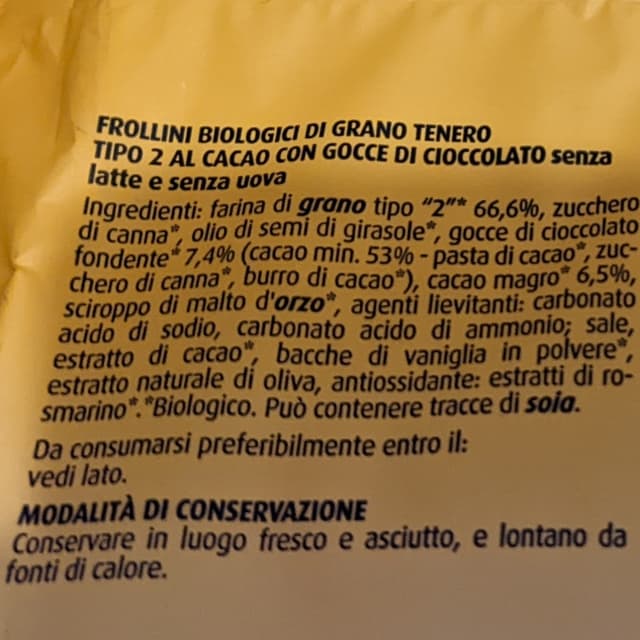 FROLLINI BIOLOGICI DI GRANO TENERO
TIPO 2 AL CACAO CON GOCCE DI CIOCCOLATO senza
latte e senza uova
Ingredienti: farina di grano tipo "2"* 66,6%, zucchero
di canna*, olio di semi di girasole*, gocce di cioccolato
fondente* 7,4% (cacao min. 53% - pasta di cacao*, zuc-
chero di canna*, burro di cacao*), cacao magro* 6,5%,
sciroppo di malto d'orzo*, agenti lievitanti: carbonato
acido di sodio, carbonato acido di ammonio; sale,
estratto di cacao*, bacche di vaniglia in polvere*,
estratto naturale di oliva, antiossidante: estratti di ro-
smarino*.*Biologico. Può contenere tracce di soia.
Da consumarsi preferibilmente entro il:
vedi lato.
MODALITÀ DI CONSERVAZIONE
Conservare in luogo fresco e asciutto, e lontano da
fonti di calore.